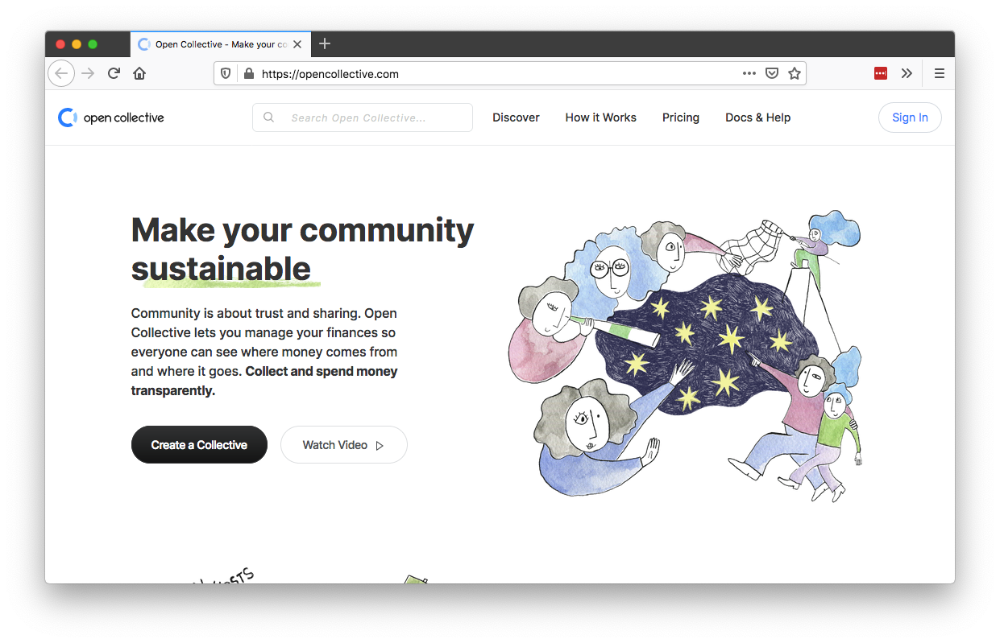 Open Collective - Make your co
https://opencollective.com
open collective
Search Open Collective...
Discover
How it Works
Pricing
Docs & Help
Sign In
Make your community
sustainable
Community is about trust and sharing. Open
Collective lets you manage your finances so
everyone can see where money comes from
and where it goes. Collect and spend money
transparently.
Create a Collective
Watch Video